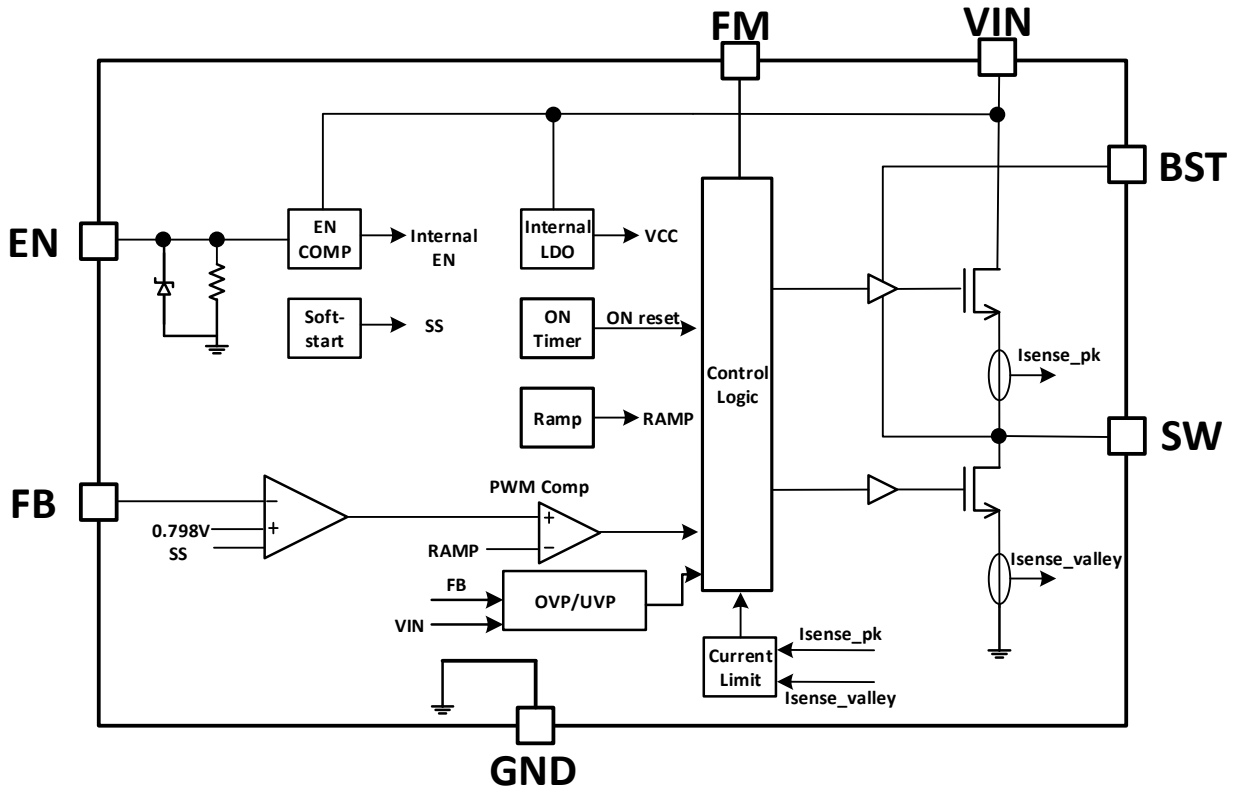 FM
VIN
BST
EN
EN
COMP
Internal
EN
Internal
LDO
VCC
Soft-
start
SS
ON
Timer
ON reset
Control
Logic
Isense_pk
Ramp
RAMP
SW
FB
−
+
0.798V
SS
PWM Comp
+
−
RAMP
Isense_valley
FB
VIN
OVP/UVP
Current
Limit
Isense_pk
Isense_valley
GND